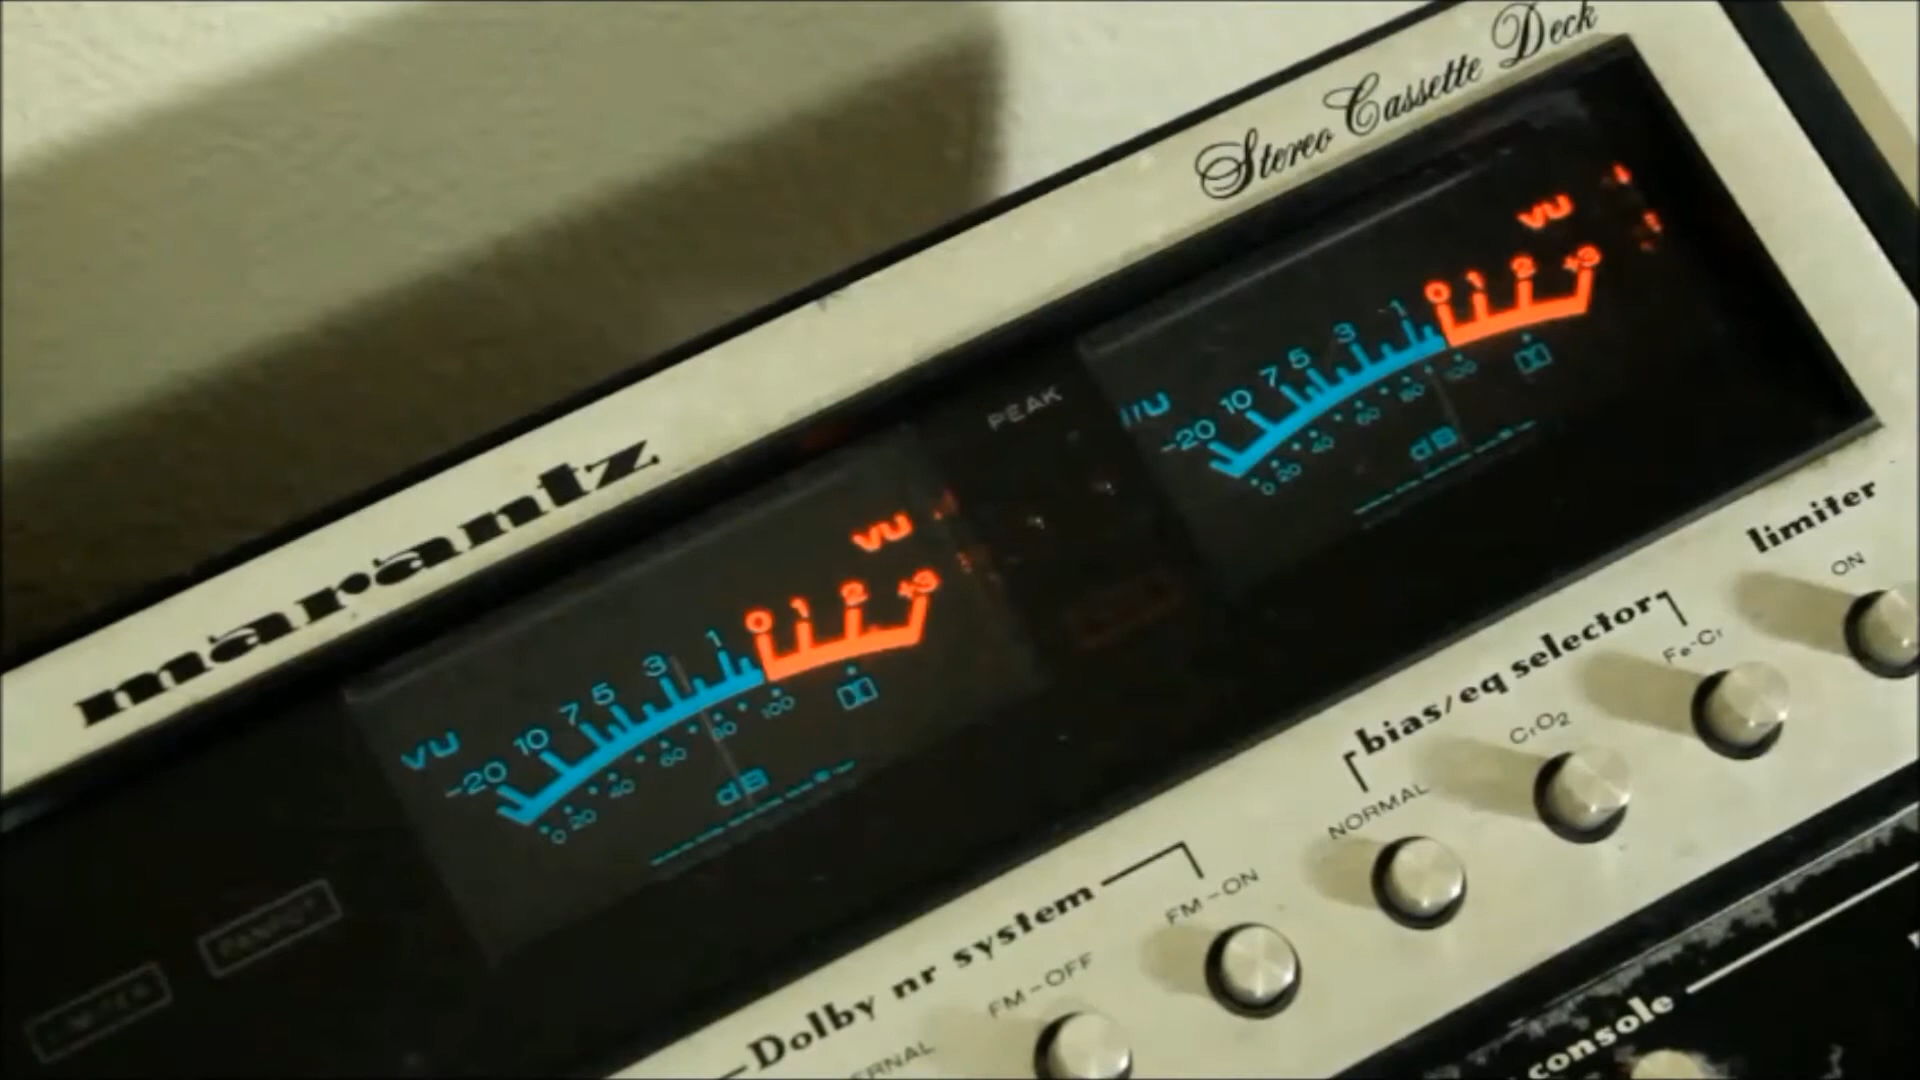 Stereo Cassette Deck
marantz
VU
-20 10 7 5 3 1 0 1 2 +3
VU
0 20 40 60 80 100
dB
PEAK
VU
-20 10 7 5 3 1 0 1 2 +3
VU
0 20 40 60 80 100
dB
limiter
ON
bias/eq selector
NORMAL CrO2 Fe-Cr
Dolby nr system
FM-OFF FM-ON
console